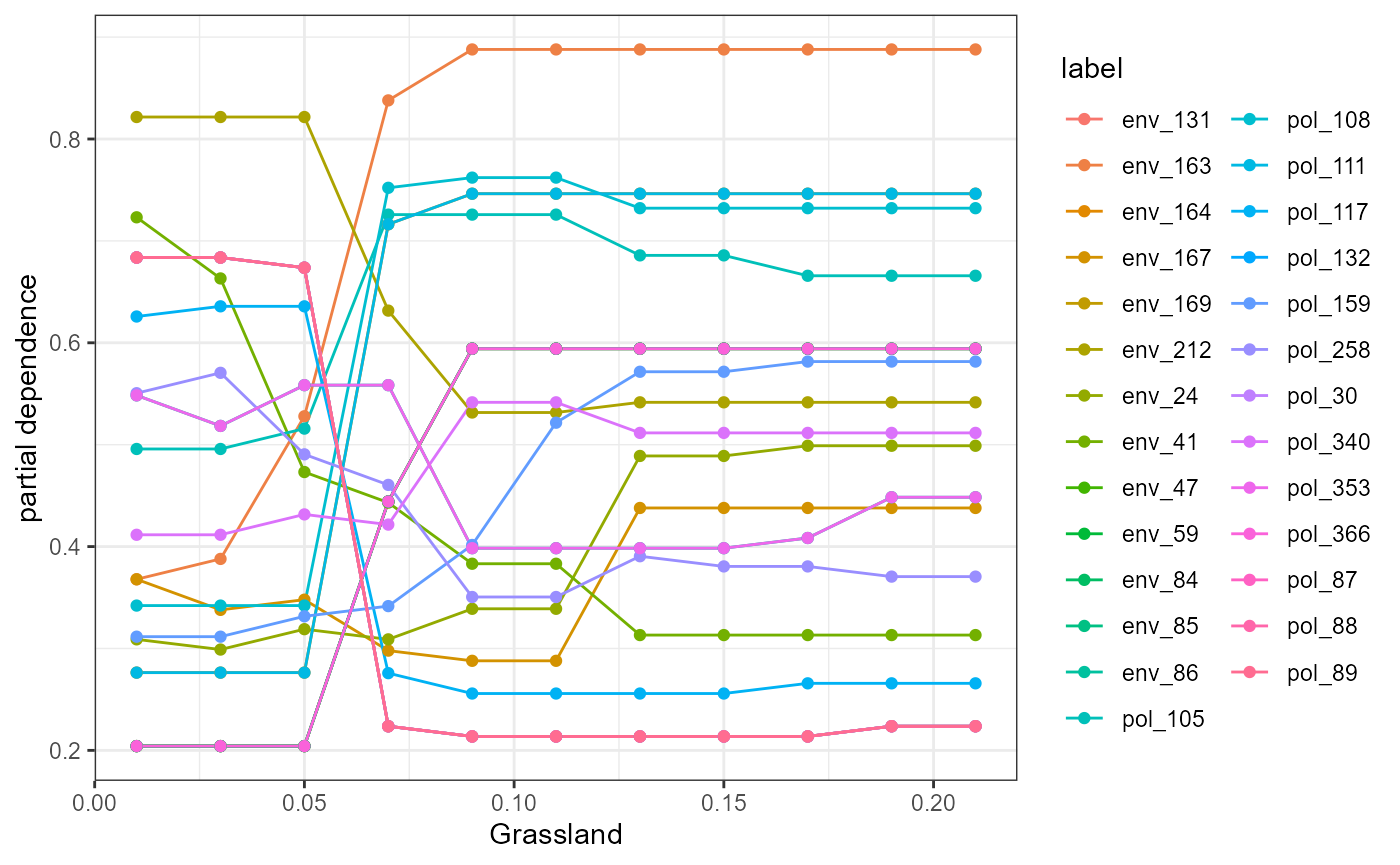 0.8
0.6
0.4
0.2
partial dependence
0.00 0.05 0.10 0.15 0.20
Grassland
label
env_131 pol_108
env_163 pol_111
env_164 pol_117
env_167 pol_132
env_169 pol_159
env_212 pol_258
env_24 pol_30
env_41 pol_340
env_47 pol_353
env_59 pol_366
env_84 pol_87
env_85 pol_88
env_86 pol_89
pol_105